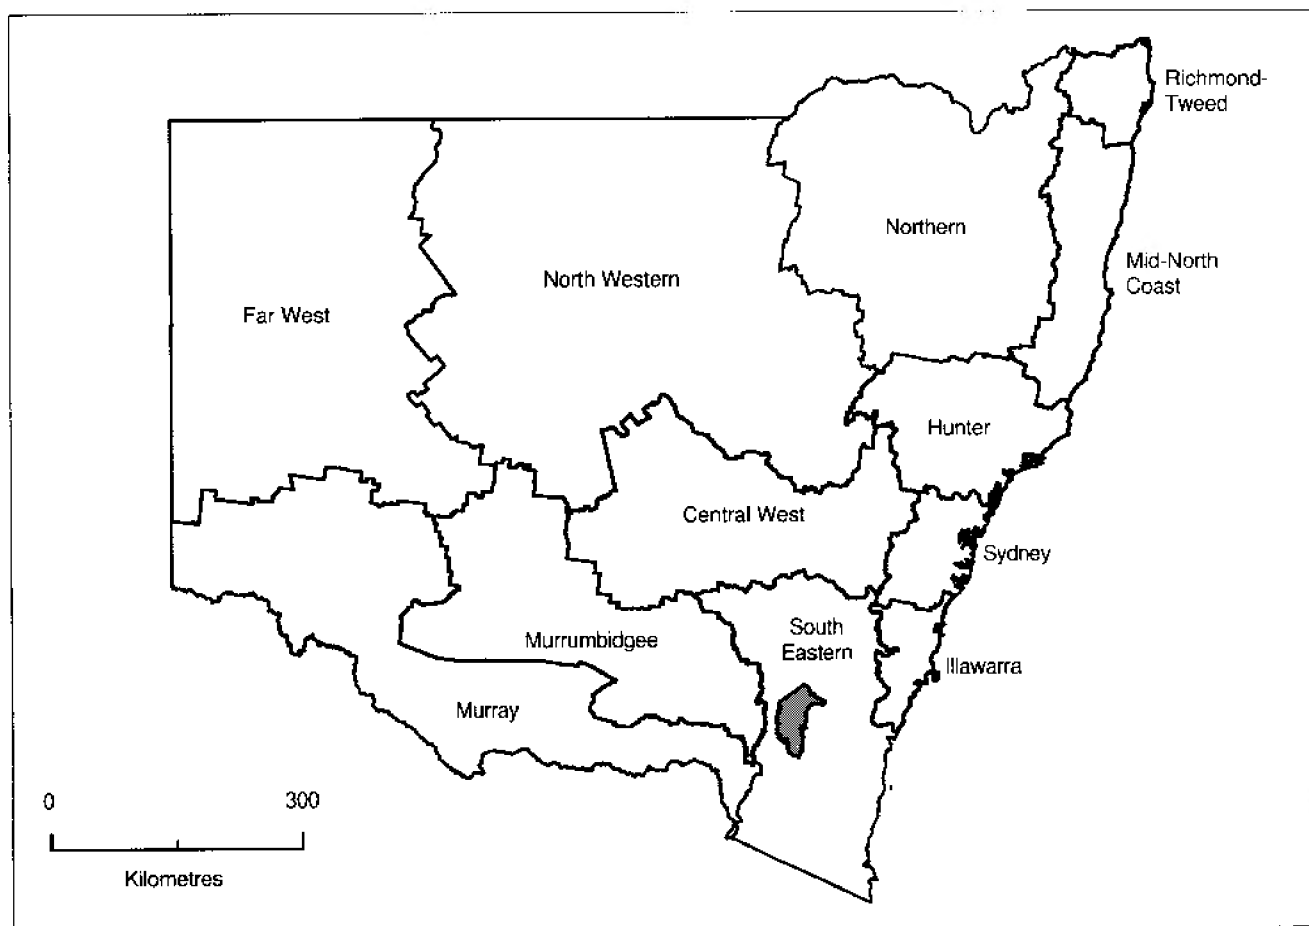 Richmond-
Tweed
Northern
Mid-North
Coast
North Western
Far West
Hunter
Central West
Sydney
South
Eastern
Murrumbidgee
Illawarra
Murray
0
300
Kilometres